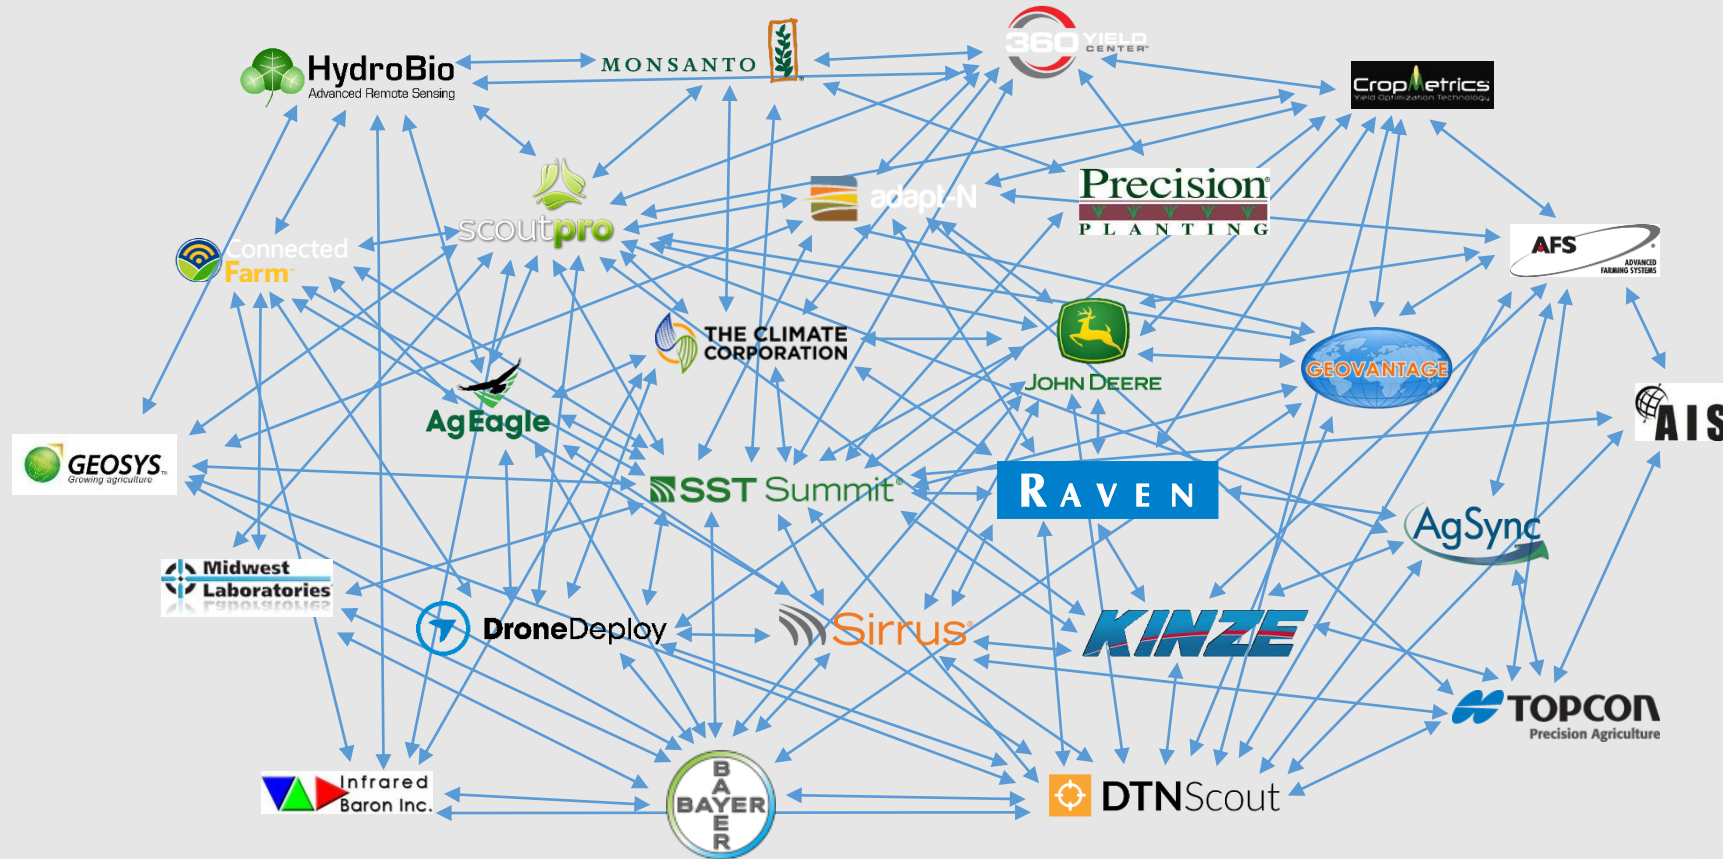 HydroBio
Advanced Remote Sensing
MONSANTO
360 YIELD
CENTER
CropMetrics
Yield Optimization Technology
scoutpro
adapt-N
Precision
PLANTING
Connected
Farm
AFS
ADVANCED
FARMING SYSTEMS
THE CLIMATE
CORPORATION
JOHN DEERE
GEOVANTAGE
AgEagle
AIS
GEOSYS
Growing agriculture
SST Summit
RAVEN
AgSync
Midwest
Laboratories
DroneDeploy
Sirrus
KINZE
TOPCON
Precision Agriculture
Infrared
Baron Inc.
BAYER
BAYER
DTNScout